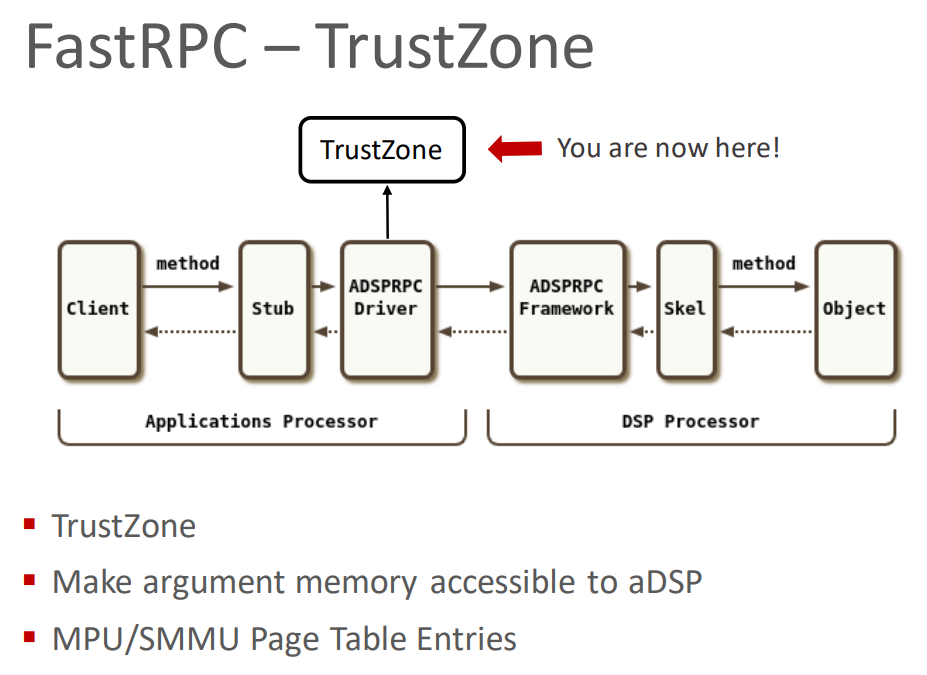 FastRPC – TrustZone
TrustZone
You are now here!
method
method
Client
Stub
ADSPRPC
Driver
ADSPRPC
Framework
Skel
Object
Applications Processor
DSP Processor
▪ TrustZone
▪ Make argument memory accessible to aDSP
▪ MPU/SMMU Page Table Entries